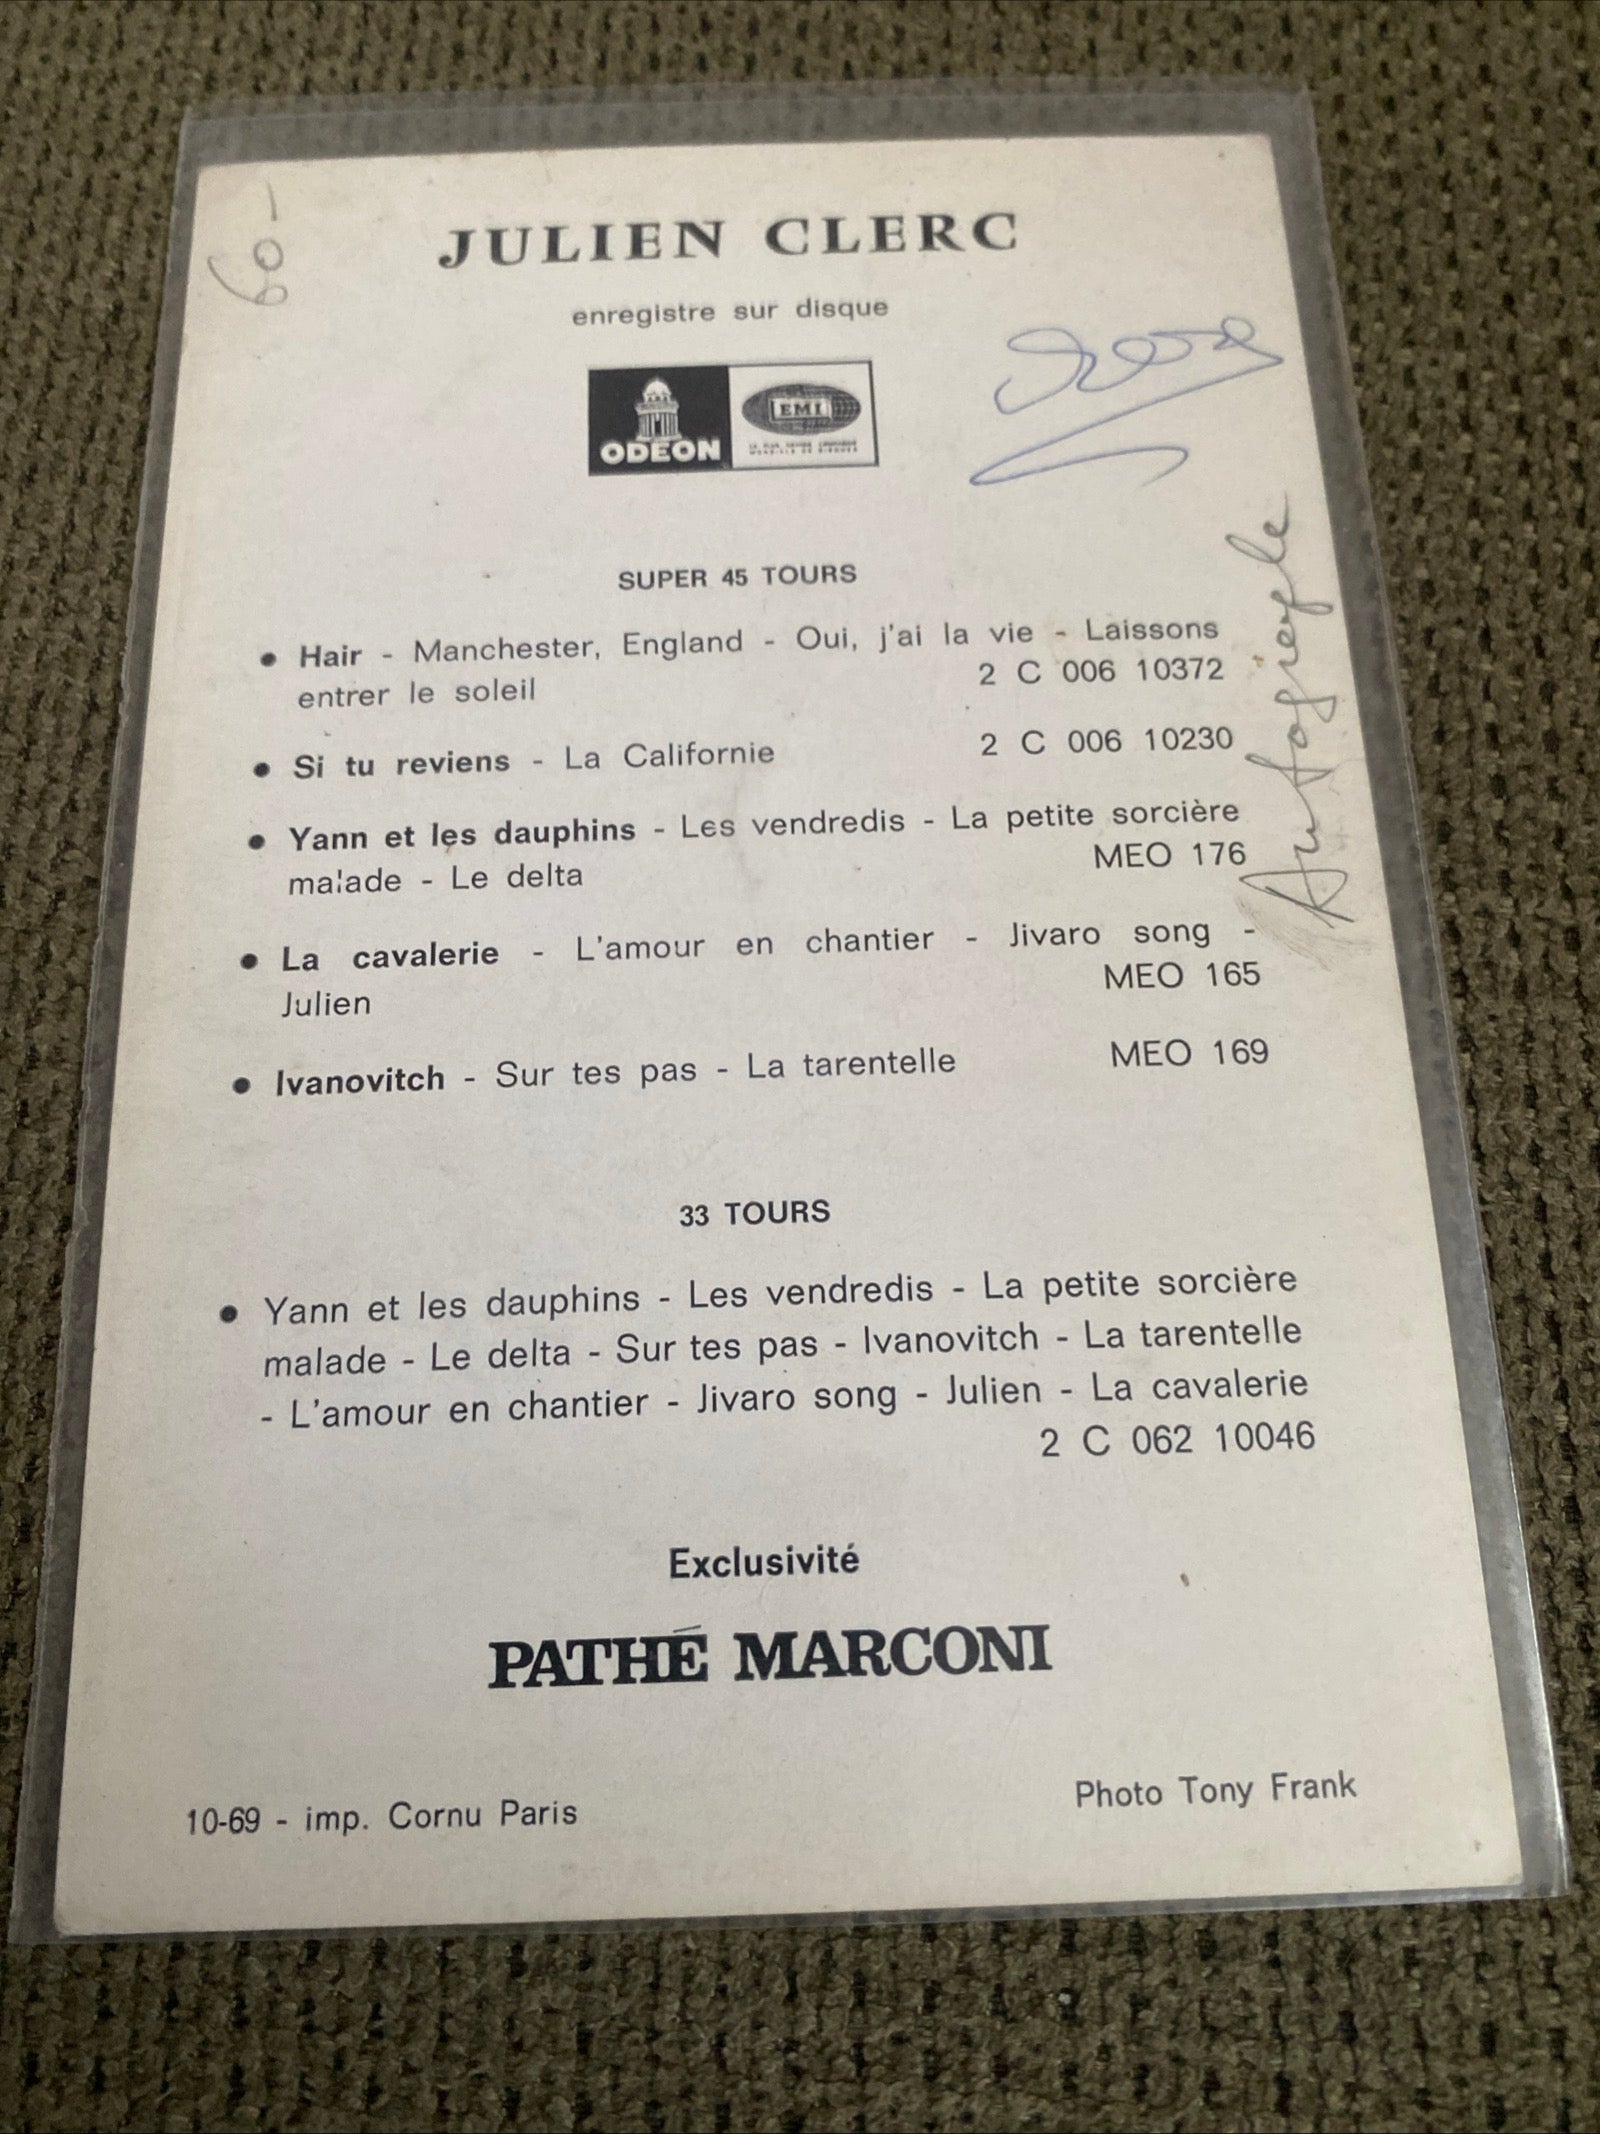 60-
JULIEN CLERC
enregistre sur disque
ODEON
EMI
SUPER 45 TOURS
• Hair - Manchester, England - Oui, j'ai la vie - Laissons
entrer le soleil 2 C 006 10372
• Si tu reviens - La Californie 2 C 006 10230
• Yann et les dauphins - Les vendredis - La petite sorcière
malade - Le delta MEO 176
• La cavalerie - L'amour en chantier - Jivaro song -
Julien MEO 165
• Ivanovitch - Sur tes pas - La tarentelle MEO 169
Autografle
33 TOURS
• Yann et les dauphins - Les vendredis - La petite sorcière
malade - Le delta - Sur tes pas - Ivanovitch - La tarentelle
- L'amour en chantier - Jivaro song - Julien - La cavalerie
2 C 062 10046
Exclusivité
PATHÉ MARCONI
10-69 - imp. Cornu Paris
Photo Tony Frank